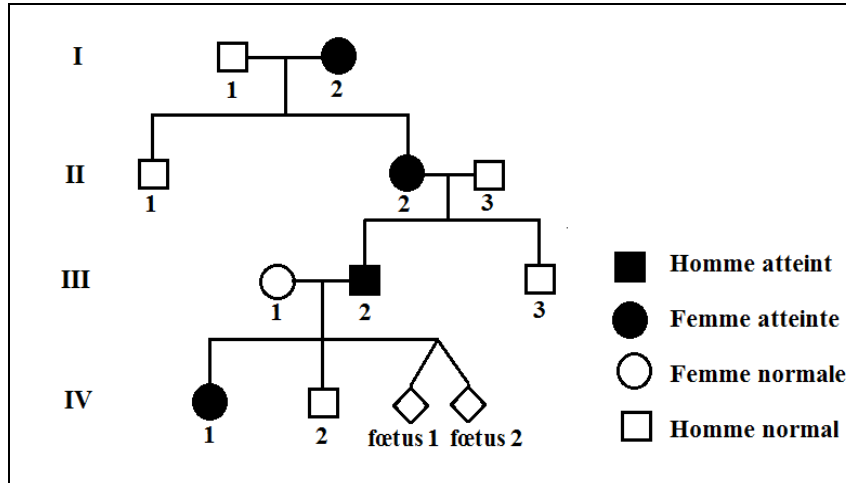 I
1
2
II
1
2
3
III
1
2
3
IV
1
2
fœtus 1 fœtus 2
Homme atteint
Femme atteinte
Femme normale
Homme normal